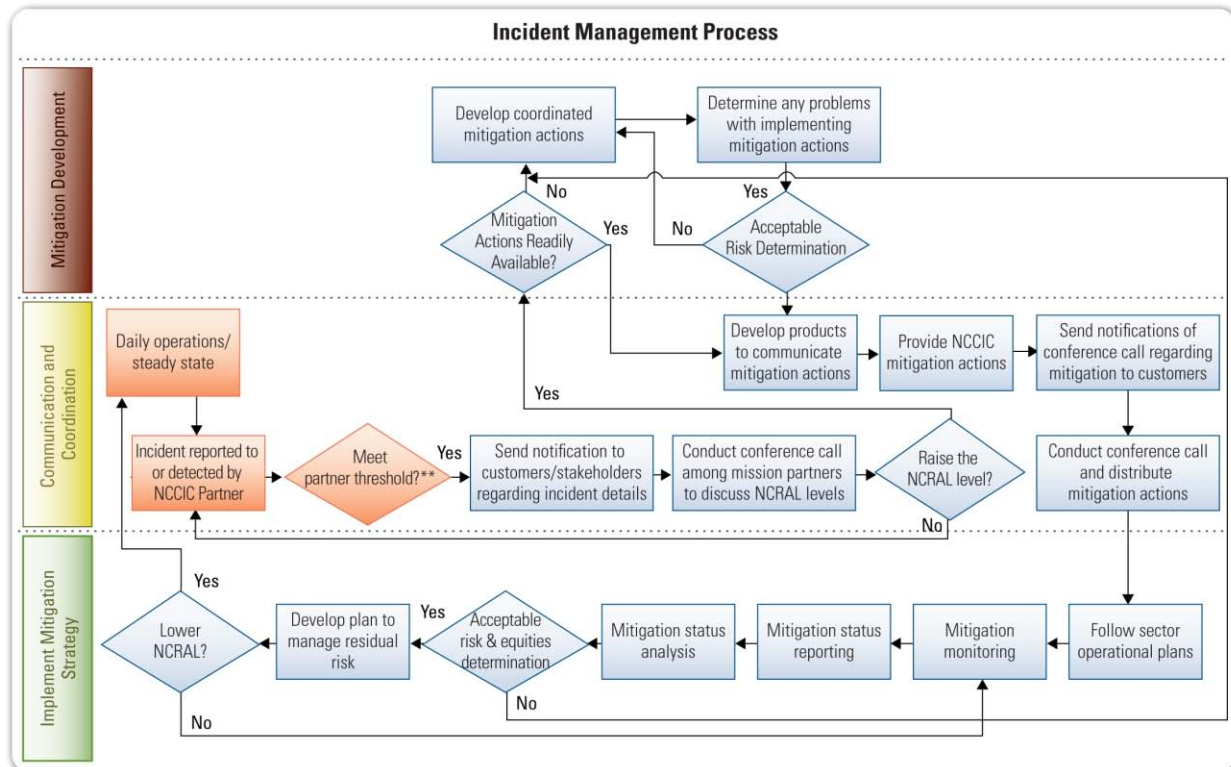 Incident Management Process
Mitigation Development
Develop coordinated
mitigation actions
Determine any problems
with implementing
mitigation actions
No
Yes
Mitigation
Actions Readily
Available?
Yes
No
Acceptable
Risk Determination
Communication and
Coordination
Daily operations/
steady state
Develop products
to communicate
mitigation actions
Provide NCCIC
mitigation actions
Send notifications of
conference call regarding
mitigation to customers
Yes
Incident reported to
or detected by
NCCIC Partner
Meet
partner threshold?**
Yes
Send notification to
customers/stakeholders
regarding incident details
Conduct conference call
among mission partners
to discuss NCRAL levels
Raise the
NCRAL level?
No
Conduct conference call
and distribute
mitigation actions
Implement Mitigation
Strategy
Yes
Lower
NCRAL?
No
Develop plan to
manage residual
risk
Yes
Acceptable
risk & equities
determination
No
Mitigation status
analysis
Mitigation status
reporting
Mitigation
monitoring
Follow sector
operational plans